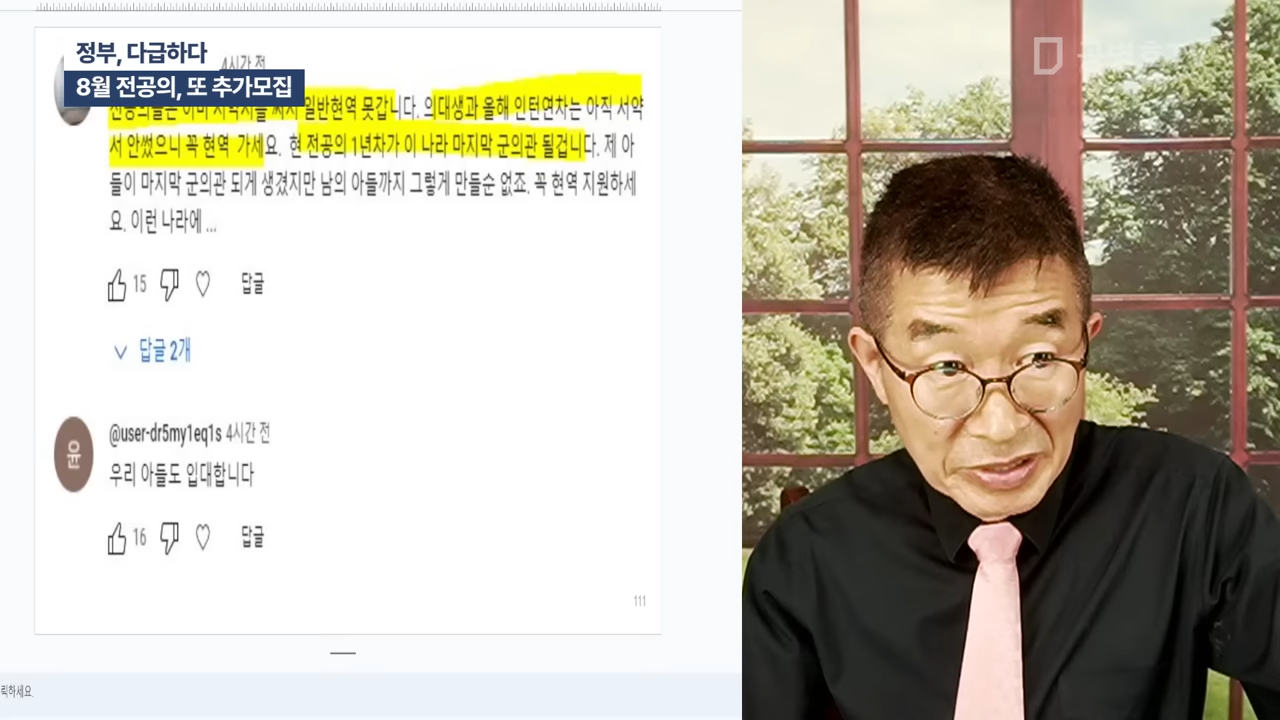 정부, 다급하다
8월 전공의, 또 추가모집
4시간 전
일반현역 못갑니다. 의대생과 올해 인턴연차는 아직 서약
서 안썼으니 꼭 현역 가세요. 현 전공의 1년차가 이 나라 마지막 군의관 될겁니다. 제 아
들이 마지막 군의관 되게 생겼지만 남의 아들까지 그렇게 만들순 없죠. 꼭 현역 지원하세
요. 이런 나라에 ...
15
답글
답글 2개
윤
@user-dr5my1eq1s 4시간 전
우리 아들도 입대합니다
16
답글
111
릭하세요.